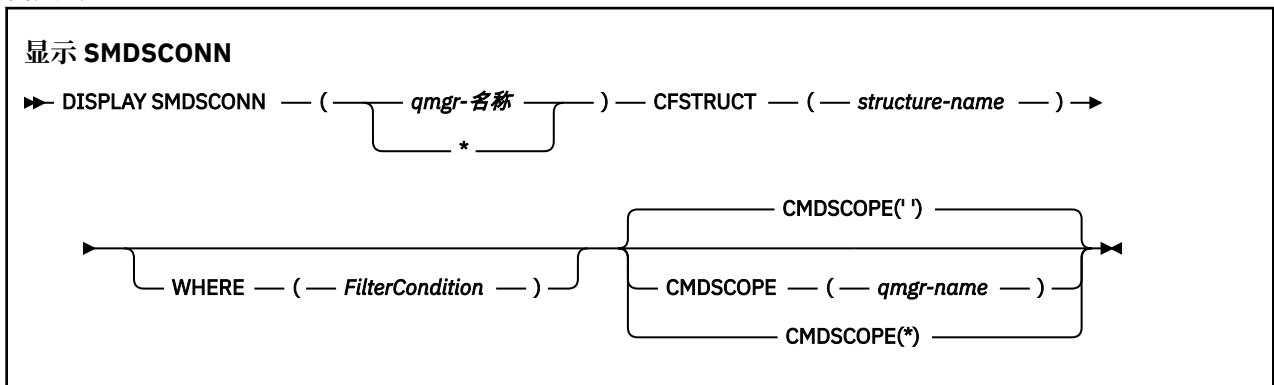 显示 SMDSCONN
DISPLAY SMDSCONN ( qmgr-名称 ) CFSTRUCT ( structure-name )
*
CMDSCOPE(' ')
WHERE ( FilterCondition )
CMDSCOPE ( qmgr-name )
CMDSCOPE(*)